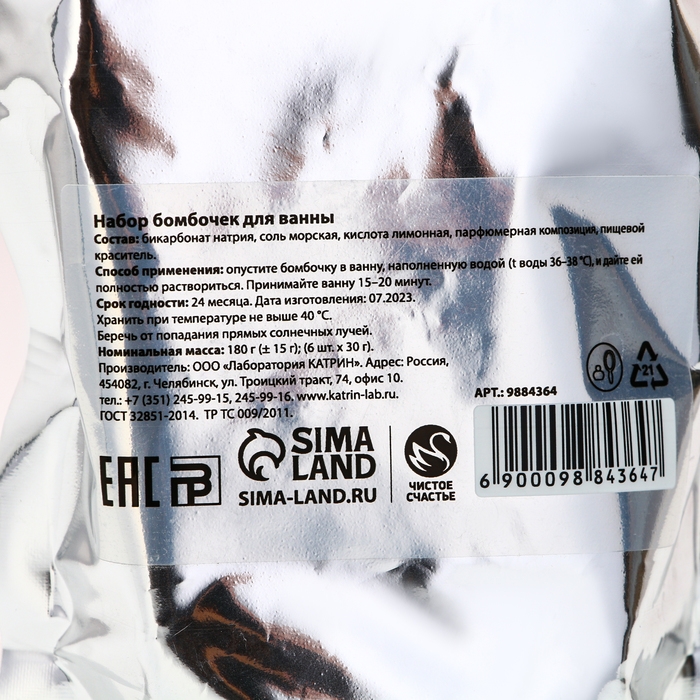 Набор бомбочек для ванны
Состав: бикарбонат натрия, соль морская, кислота лимонная, парфюмерная композиция, пищевой
краситель.
Способ применения: опустите бомбочку в ванну, наполненную водой (t воды 36–38 °С), и дайте ей
полностью раствориться. Принимайте ванну 15–20 минут.
Срок годности: 24 месяца. Дата изготовления: 07.2023.
Хранить при температуре не выше 40 °С.
Беречь от попадания прямых солнечных лучей.
Номинальная масса: 180 г (± 15 г); (6 шт. х 30 г).
Производитель: ООО «Лаборатория КАТРИН». Адрес: Россия,
454082, г. Челябинск, ул. Троицкий тракт, 74, офис 10.
тел.: +7 (351) 245-99-15, 245-99-16, www.katrin-lab.ru.
ГОСТ 32851-2014. ТР ТС 009/2011.
21
АРТ.: 9884364
6 900098 843647
ЕАС
SIMA
LAND
SIMA-LAND.RU
ЧИСТОЕ
СЧАСТЬЕ